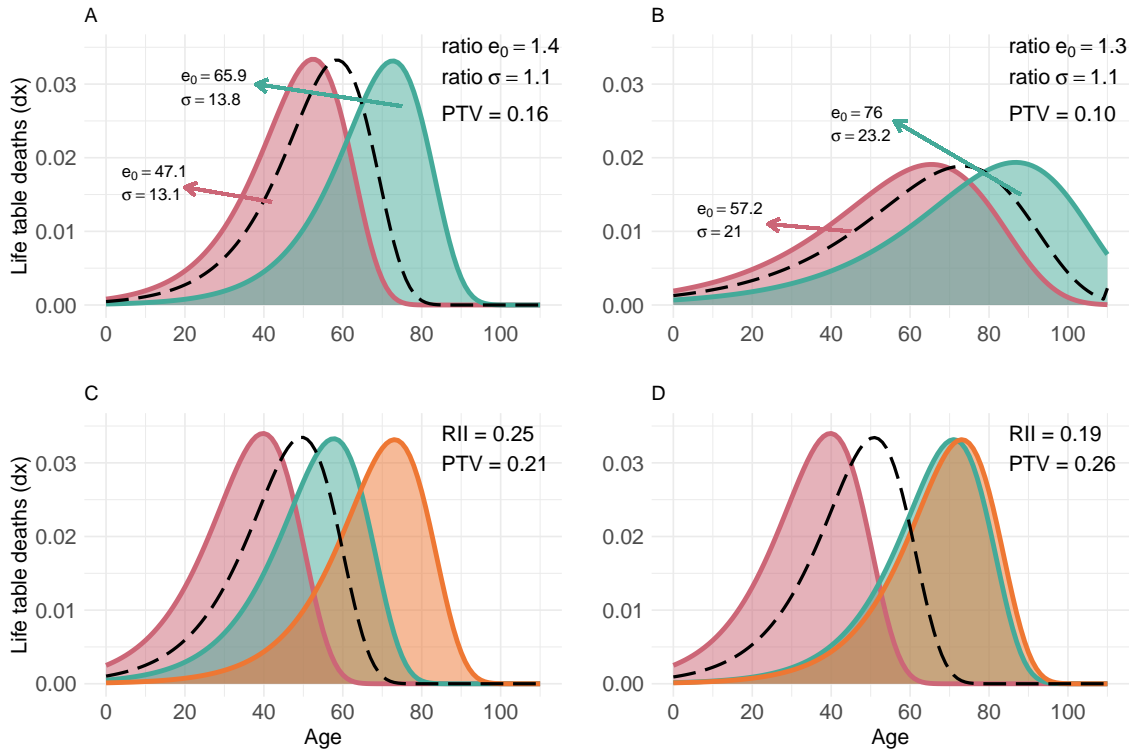 A
ratio e₀ = 1.4
ratio σ = 1.1
PTV = 0.16
e₀ = 65.9
σ = 13.8
e₀ = 47.1
σ = 13.1
Life table deaths (dx)
0.03
0.02
0.01
0.00
0 20 40 60 80 100
B
ratio e₀ = 1.3
ratio σ = 1.1
PTV = 0.10
e₀ = 76
σ = 23.2
e₀ = 57.2
σ = 21
0.03
0.02
0.01
0.00
0 20 40 60 80 100
C
RII = 0.25
PTV = 0.21
Life table deaths (dx)
0.03
0.02
0.01
0.00
0 20 40 60 80 100
Age
D
RII = 0.19
PTV = 0.26
0.03
0.02
0.01
0.00
0 20 40 60 80 100
Age